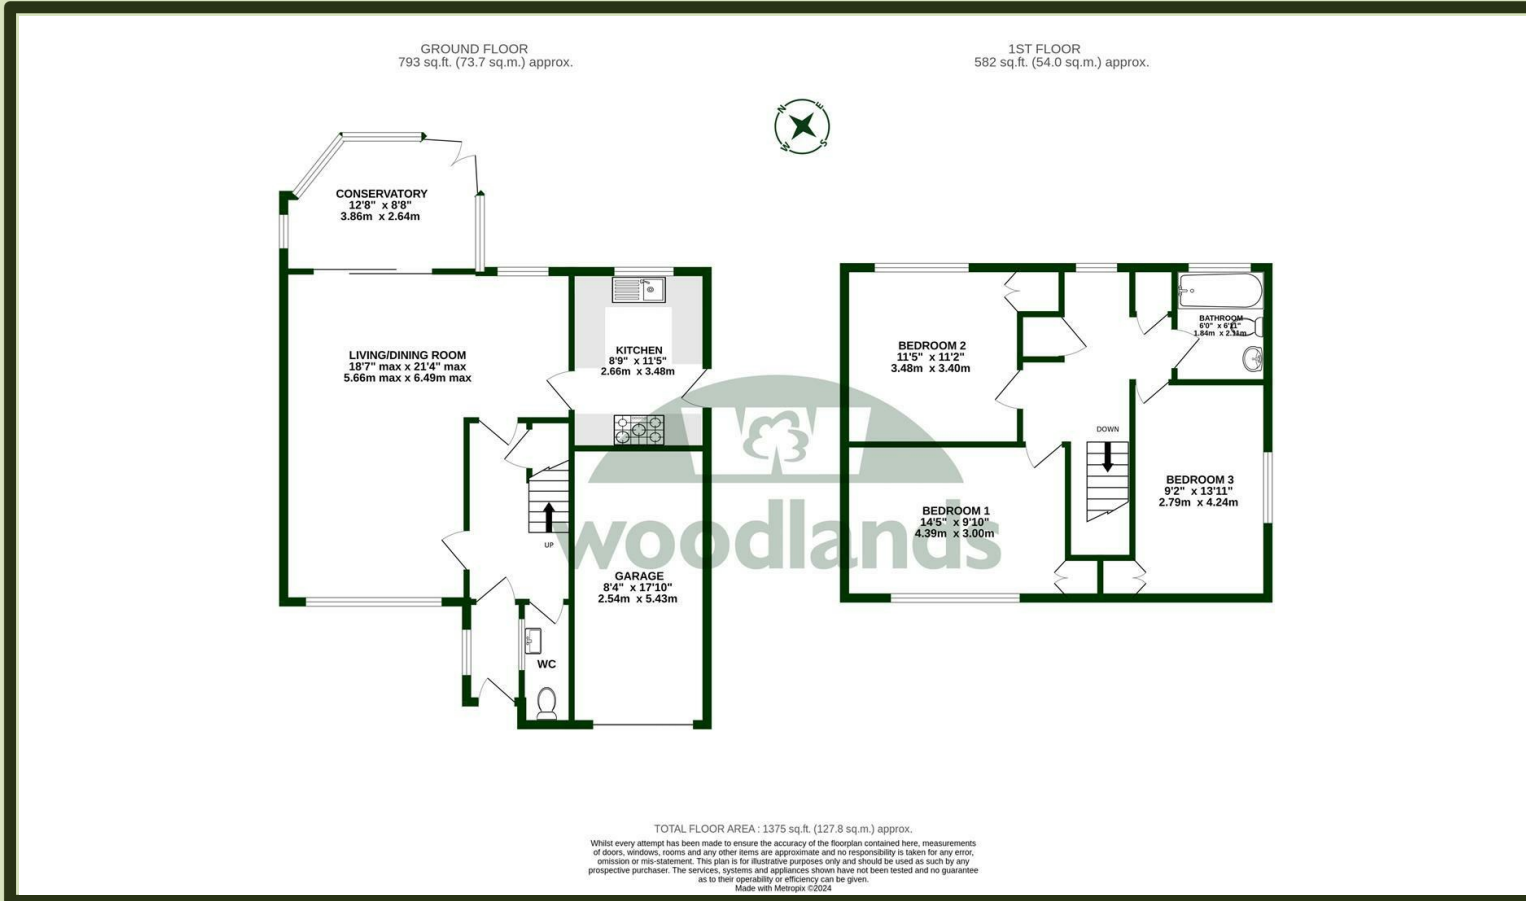 GROUND FLOOR
793 sq.ft. (73.7 sq.m.) approx.
1ST FLOOR
582 sq.ft. (54.0 sq.m.) approx.
N
E
W
S
CONSERVATORY
12'8" x 8'8"
3.86m x 2.64m
LIVING/DINING ROOM
18'7" max x 21'4" max
5.66m max x 6.49m max
KITCHEN
8'9" x 11'5"
2.66m x 3.48m
UP
GARAGE
8'4" x 17'10"
2.54m x 5.43m
WC
BEDROOM 2
11'5" x 11'2"
3.48m x 3.40m
BATHROOM
6'0" x 6'11"
1.84m x 2.11m
DOWN
BEDROOM 1
14'5" x 9'10"
4.39m x 3.00m
BEDROOM 3
9'2" x 13'11"
2.79m x 4.24m
woodlands
TOTAL FLOOR AREA : 1375 sq.ft. (127.8 sq.m.) approx.
Whilst every attempt has been made to ensure the accuracy of the floorplan contained here, measurements
of doors, windows, rooms and any other items are approximate and no responsibility is taken for any error,
omission or mis-statement. This plan is for illustrative purposes only and should be used as such by any
prospective purchaser. The services, systems and appliances shown have not been tested and no guarantee
as to their operability or efficiency can be given.
Made with Metropix ©2024